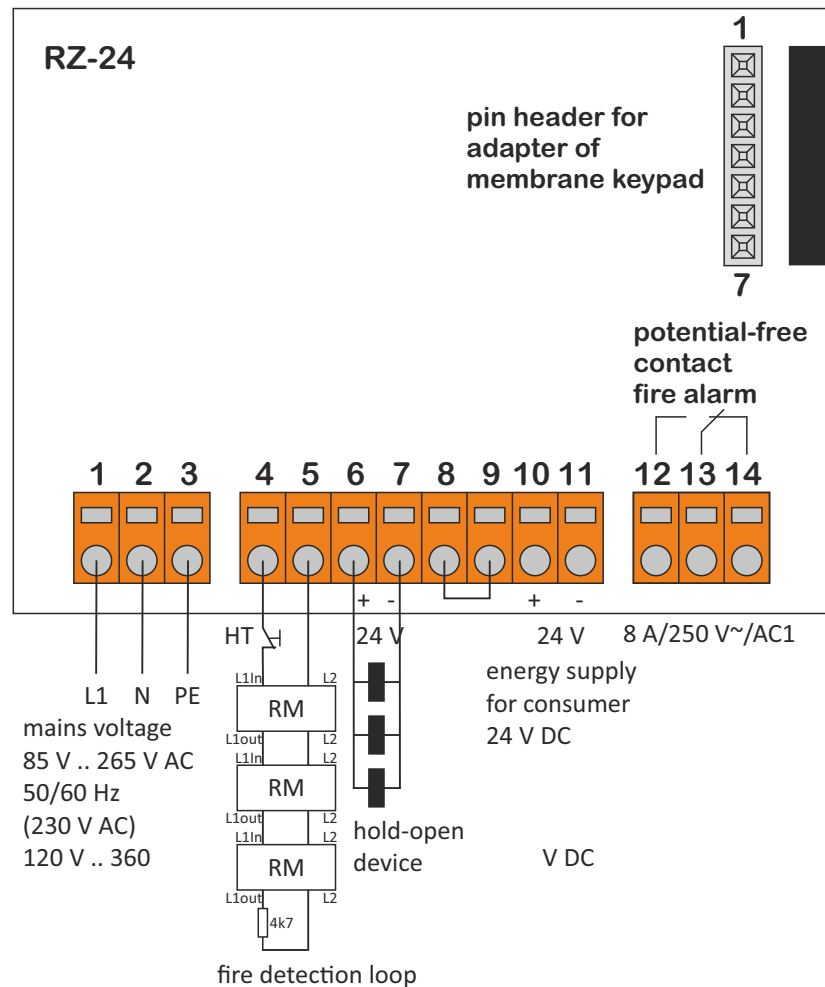 RZ-24
1
pin header for
adapter of
membrane keypad
7
potential-free
contact
fire alarm
1 2 3 4 5 6 7 8 9 10 11 12 13 14
+ - + -
HT 24 V 24 V 8 A/250 V~/AC1
L1 N PE
mains voltage
85 V .. 265 V AC
50/60 Hz
(230 V AC)
120 V .. 360 V DC
energy supply
for consumer
24 V DC
L1In L2
RM
L1out L2
L1In L2
RM
L1out L2
L1In L2
RM
L1out L2
4k7
hold-open
device
fire detection loop